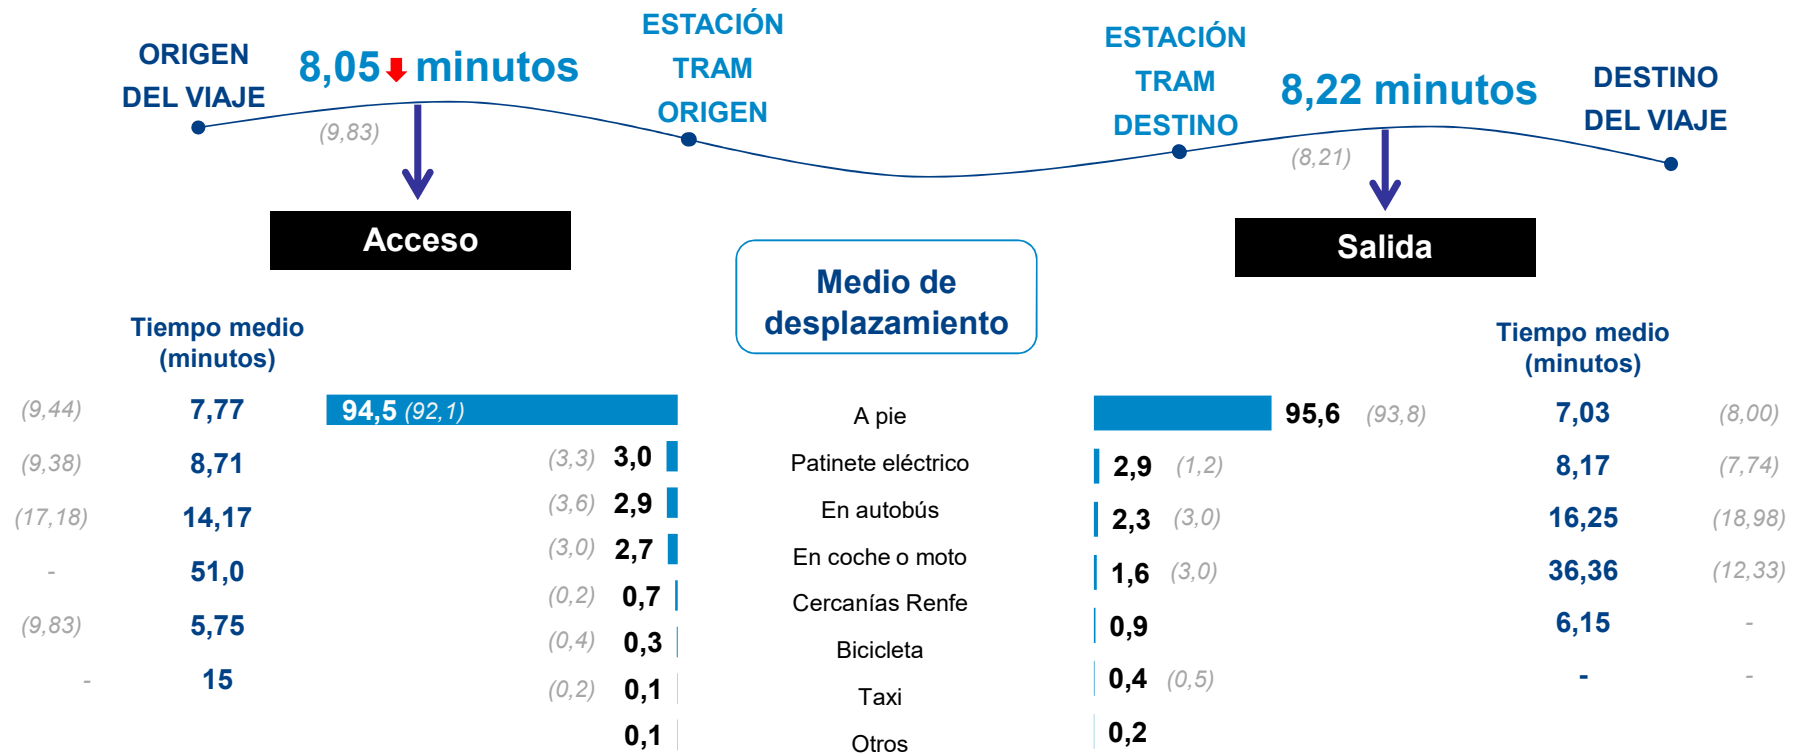 ORIGEN
DEL VIAJE
8,05 minutos
(9,83)
ESTACIÓN
TRAM
ORIGEN
ESTACIÓN
TRAM
DESTINO
8,22 minutos
(8,21)
DESTINO
DEL VIAJE
Acceso
Salida
Medio de
desplazamiento
Tiempo medio
(minutos)
Tiempo medio
(minutos)
(9,44) 7,77 94,5 (92,1) A pie 95,6 (93,8) 7,03 (8,00)
(9,38) 8,71 (3,3) 3,0 Patinete eléctrico 2,9 (1,2) 8,17 (7,74)
(17,18) 14,17 (3,6) 2,9 En autobús 2,3 (3,0) 16,25 (18,98)
- 51,0 (3,0) 2,7 En coche o moto 1,6 (3,0) 36,36 (12,33)
(9,83) 5,75 (0,2) 0,7 Cercanías Renfe 0,9 6,15 -
- 15 (0,4) 0,3 Bicicleta 0,4 (0,5) - -
(0,2) 0,1 Taxi 0,2
0,1 Otros